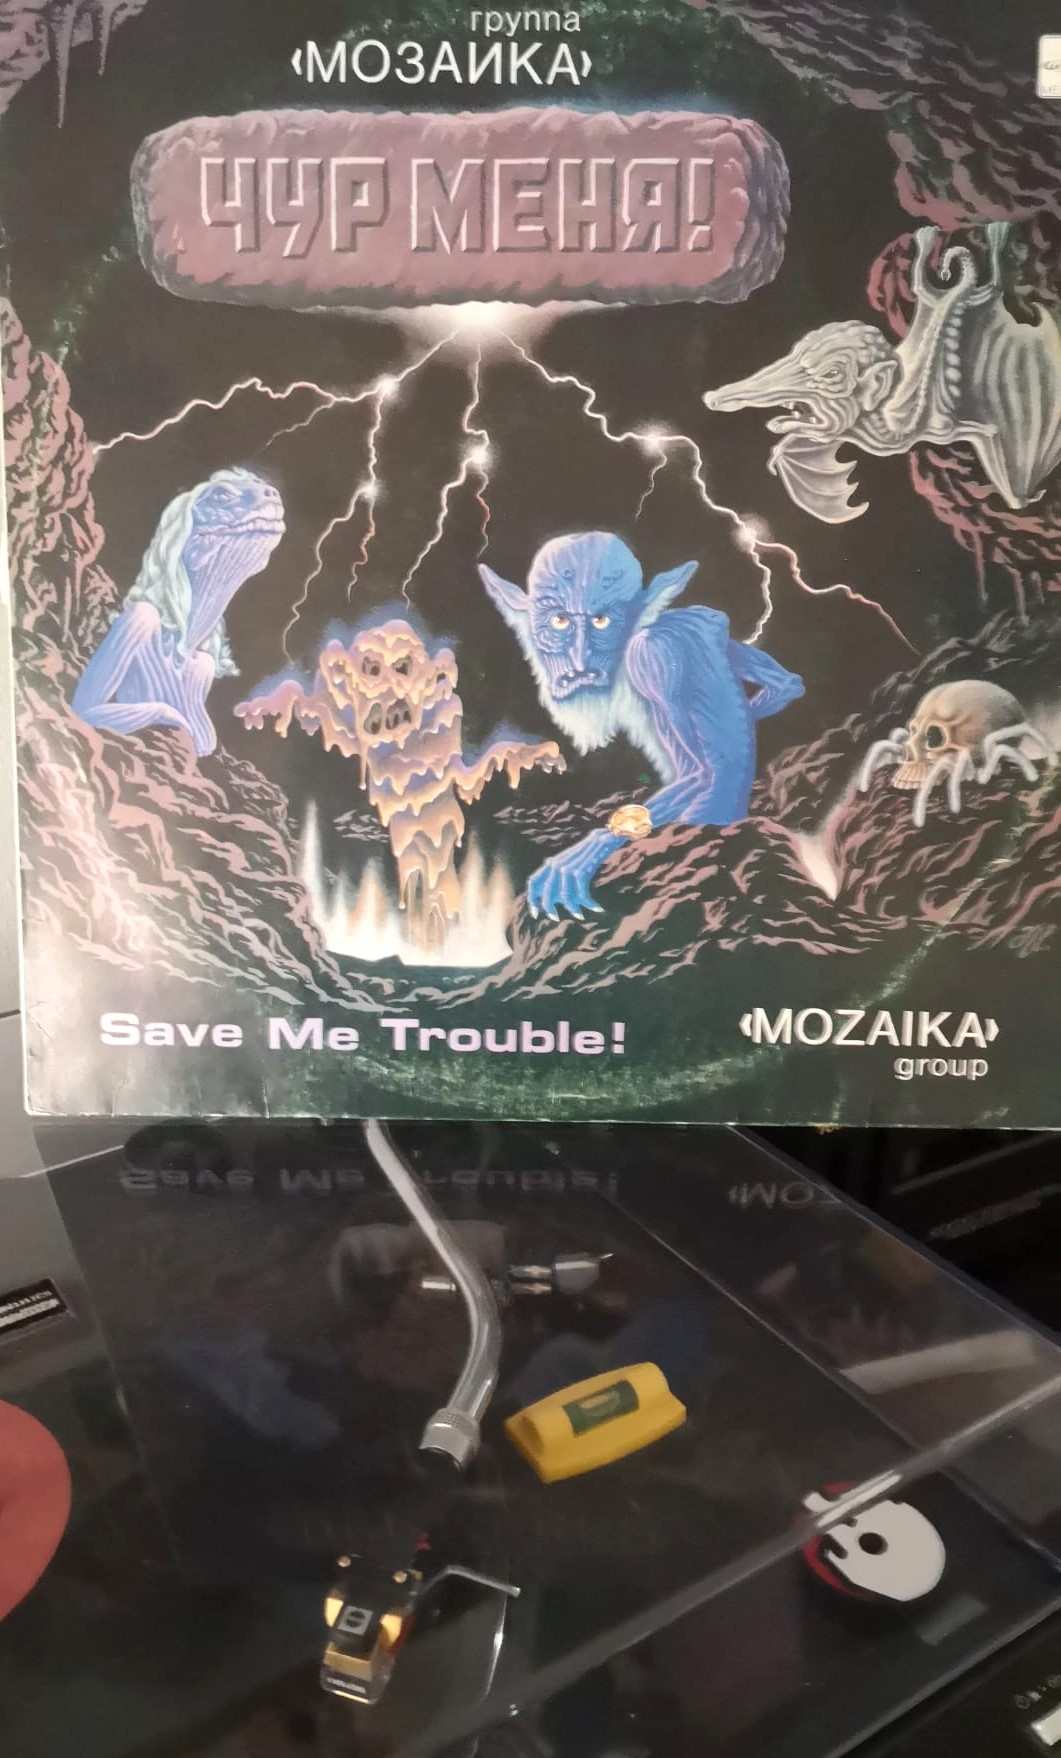 группа
«МОЗАИКА»
ЧУР МЕНЯ!
Save Me Trouble!
«MOZAIKA»
group